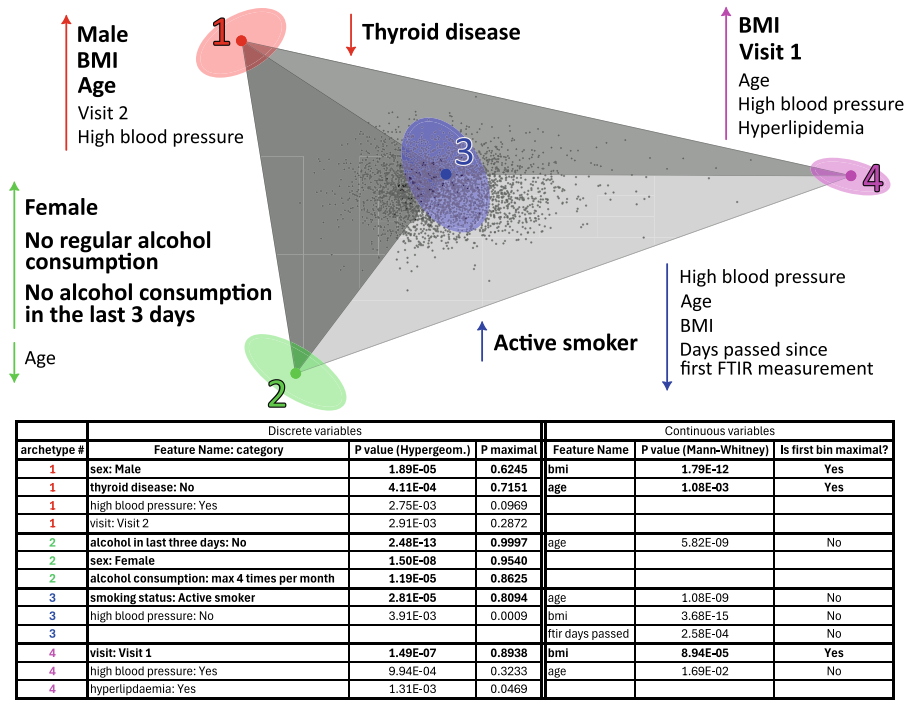 1
Male
BMI
Age
Visit 2
High blood pressure
Thyroid disease
BMI
Visit 1
Age
High blood pressure
Hyperlipidemia
3
4
Female
No regular alcohol
consumption
No alcohol consumption
in the last 3 days
Age
2
Active smoker
High blood pressure
Age
BMI
Days passed since
first FTIR measurement
Discrete variables Continuous variables
archetype # Feature Name: category P value (Hypergeom.) P maximal Feature Name P value (Mann-Whitney) Is first bin maximal?
1 sex: Male 1.89E-05 0.6245 bmi 1.79E-12 Yes
1 thyroid disease: No 4.11E-04 0.7151 age 1.08E-03 Yes
1 high blood pressure: Yes 2.75E-03 0.0969
1 visit: Visit 2 2.91E-03 0.2872
2 alcohol in last three days: No 2.48E-13 0.9997 age 5.82E-09 No
2 sex: Female 1.50E-08 0.9540
2 alcohol consumption: max 4 times per month 1.19E-05 0.8625
3 smoking status: Active smoker 2.81E-05 0.8094 age 1.08E-09 No
3 high blood pressure: No 3.91E-03 0.0009 bmi 3.68E-15 No
3 ftir days passed 2.58E-04 No
4 visit: Visit 1 1.49E-07 0.8938 bmi 8.94E-05 Yes
4 high blood pressure: Yes 9.94E-04 0.3233 age 1.69E-02 No
4 hyperlipdaemia: Yes 1.31E-03 0.0469